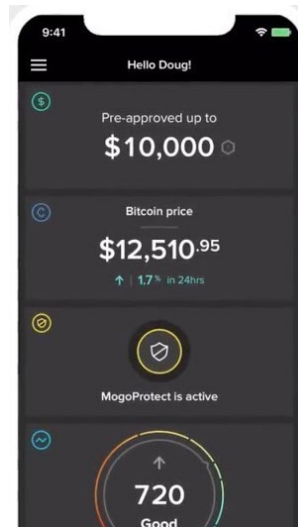 9:41
Hello Doug!
Pre-approved up to
$10,000
Bitcoin price
$12,510.95
↑ | 1.7% in 24hrs
MogoProtect is active
720
Good